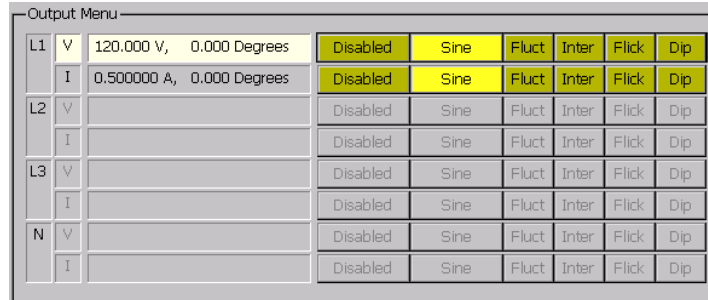 Output Menu
L1 V 120.000 V, 0.000 Degrees Disabled Sine Fluct Inter Flick Dip
I 0.500000 A, 0.000 Degrees Disabled Sine Fluct Inter Flick Dip
L2 V Disabled Sine Fluct Inter Flick Dip
I Disabled Sine Fluct Inter Flick Dip
L3 V Disabled Sine Fluct Inter Flick Dip
I Disabled Sine Fluct Inter Flick Dip
N V Disabled Sine Fluct Inter Flick Dip
I Disabled Sine Fluct Inter Flick Dip